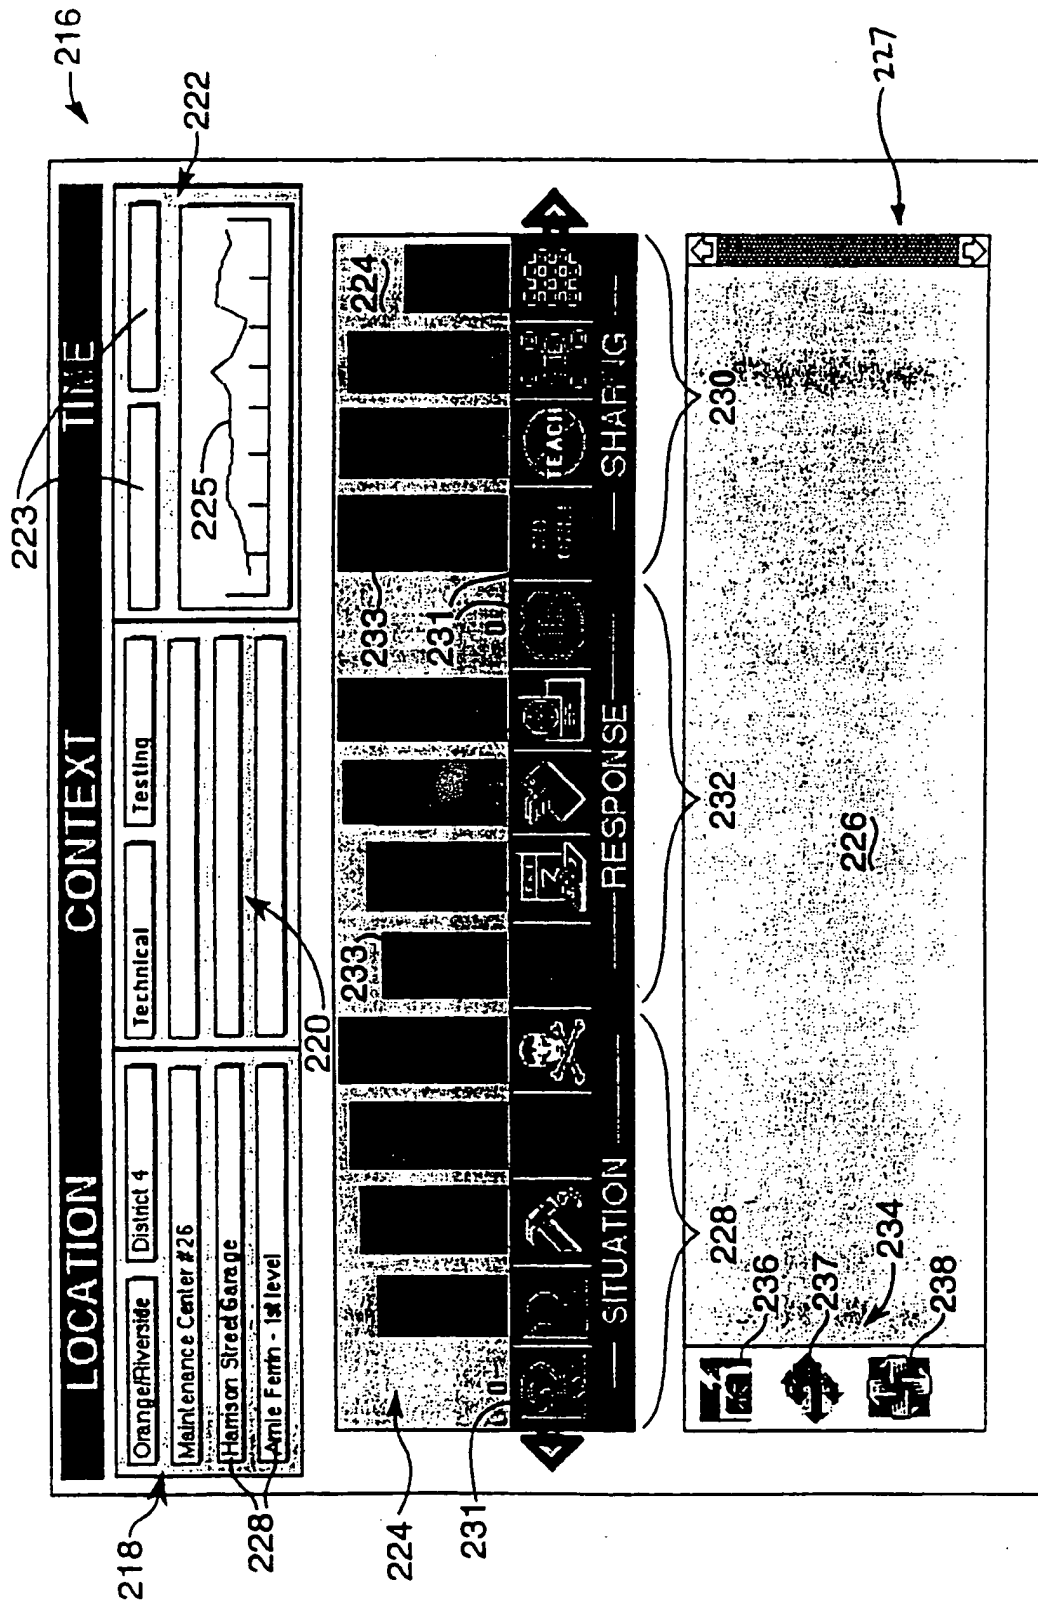 216
LOCATION CONTEXT TIME
223
222
218
Orange/Riverside District 4
Technical Testing
Maintenance Center #26
225
Harrison Street Garage
Arnie Ferrin - 1st level
228
220
224
233
233
224
231
231
TEACH
SITUATION RESPONSE SHARING
228
232
230
227
236
237
234
226
238